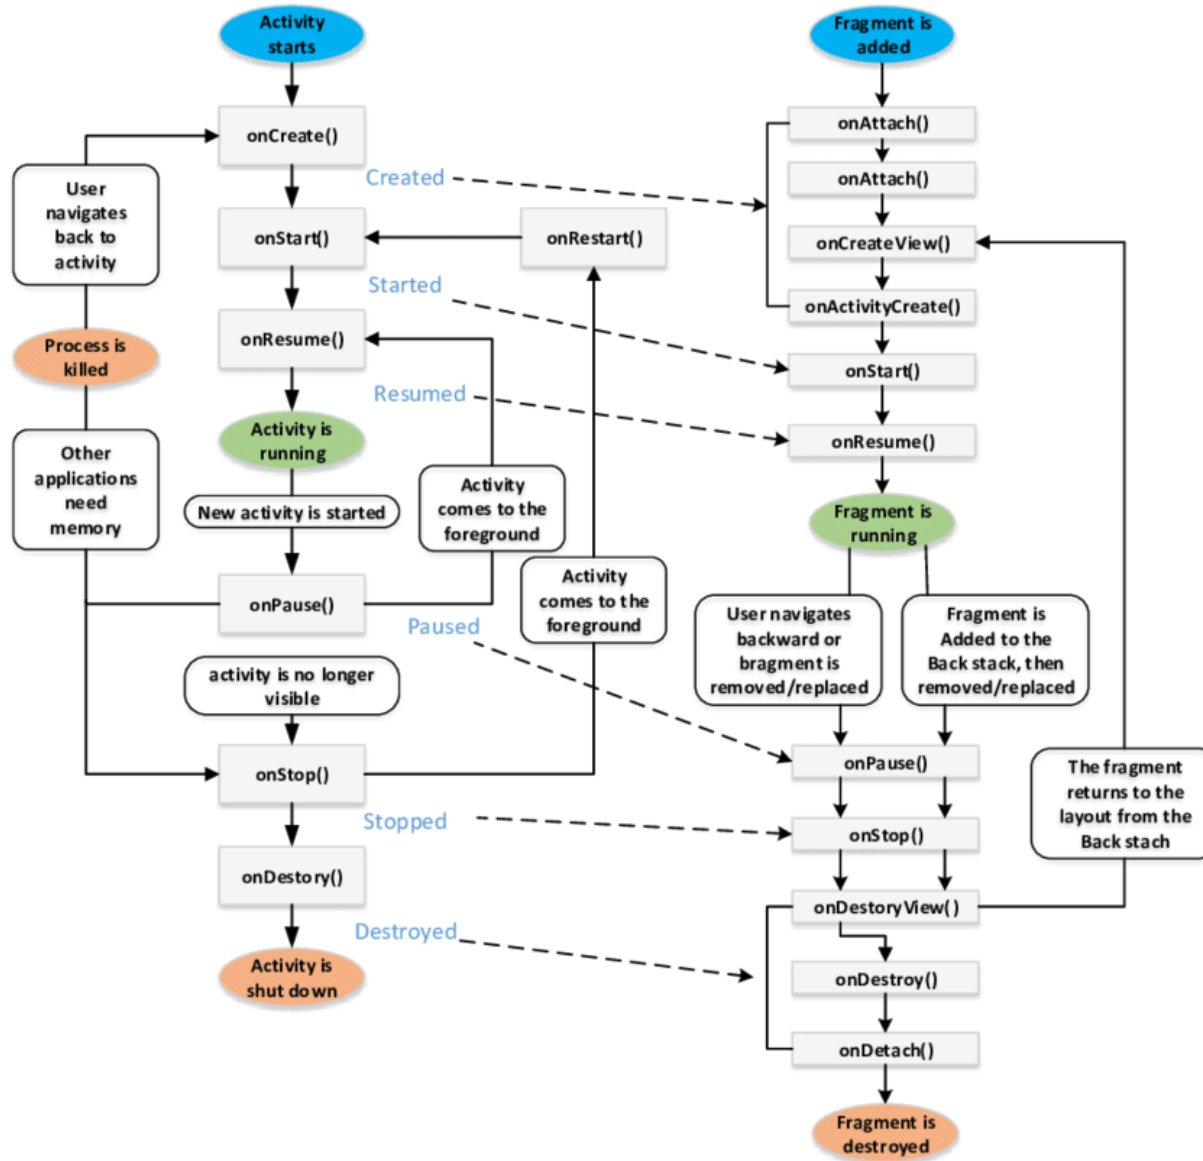 Activity
starts
onCreate()
User
navigates
back to
activity
onStart()
onRestart()
onResume()
Process is
killed
Activity is
running
Other
applications
need
memory
New activity is started
Activity
comes to the
foreground
onPause()
Activity
comes to the
foreground
activity is no longer
visible
onStop()
onDestory()
Activity is
shut down
Created
Started
Resumed
Paused
Stopped
Destroyed
Fragment is
added
onAttach()
onAttach()
onCreateView()
onActivityCreate()
onStart()
onResume()
Fragment is
running
User navigates
backward or
bragment is
removed/replaced
Fragment is
Added to the
Back stack, then
removed/replaced
onPause()
The fragment
returns to the
layout from the
Back stach
onStop()
onDestoryView()
onDestroy()
onDetach()
Fragment is
destroyed